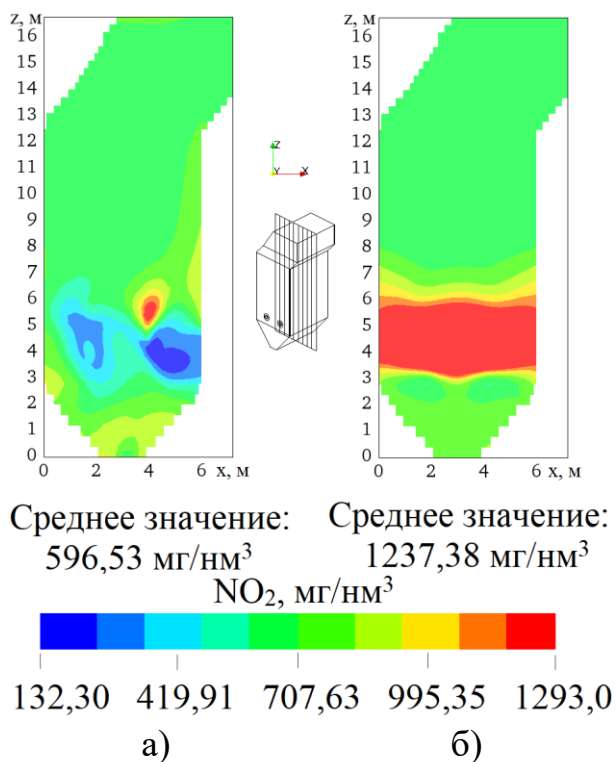 z, м
16
15
14
13
12
11
10
9
8
7
6
5
4
3
2
1
0
0 2 4 6 x, м
Z
Y X
z, м
16
15
14
13
12
11
10
9
8
7
6
5
4
3
2
1
0
0 2 4 6 x, м
Среднее значение:
596,53 мг/нм³
Среднее значение:
1237,38 мг/нм³
NO₂, мг/нм³
132,30 419,91 707,63 995,35 1293,0
а) б)